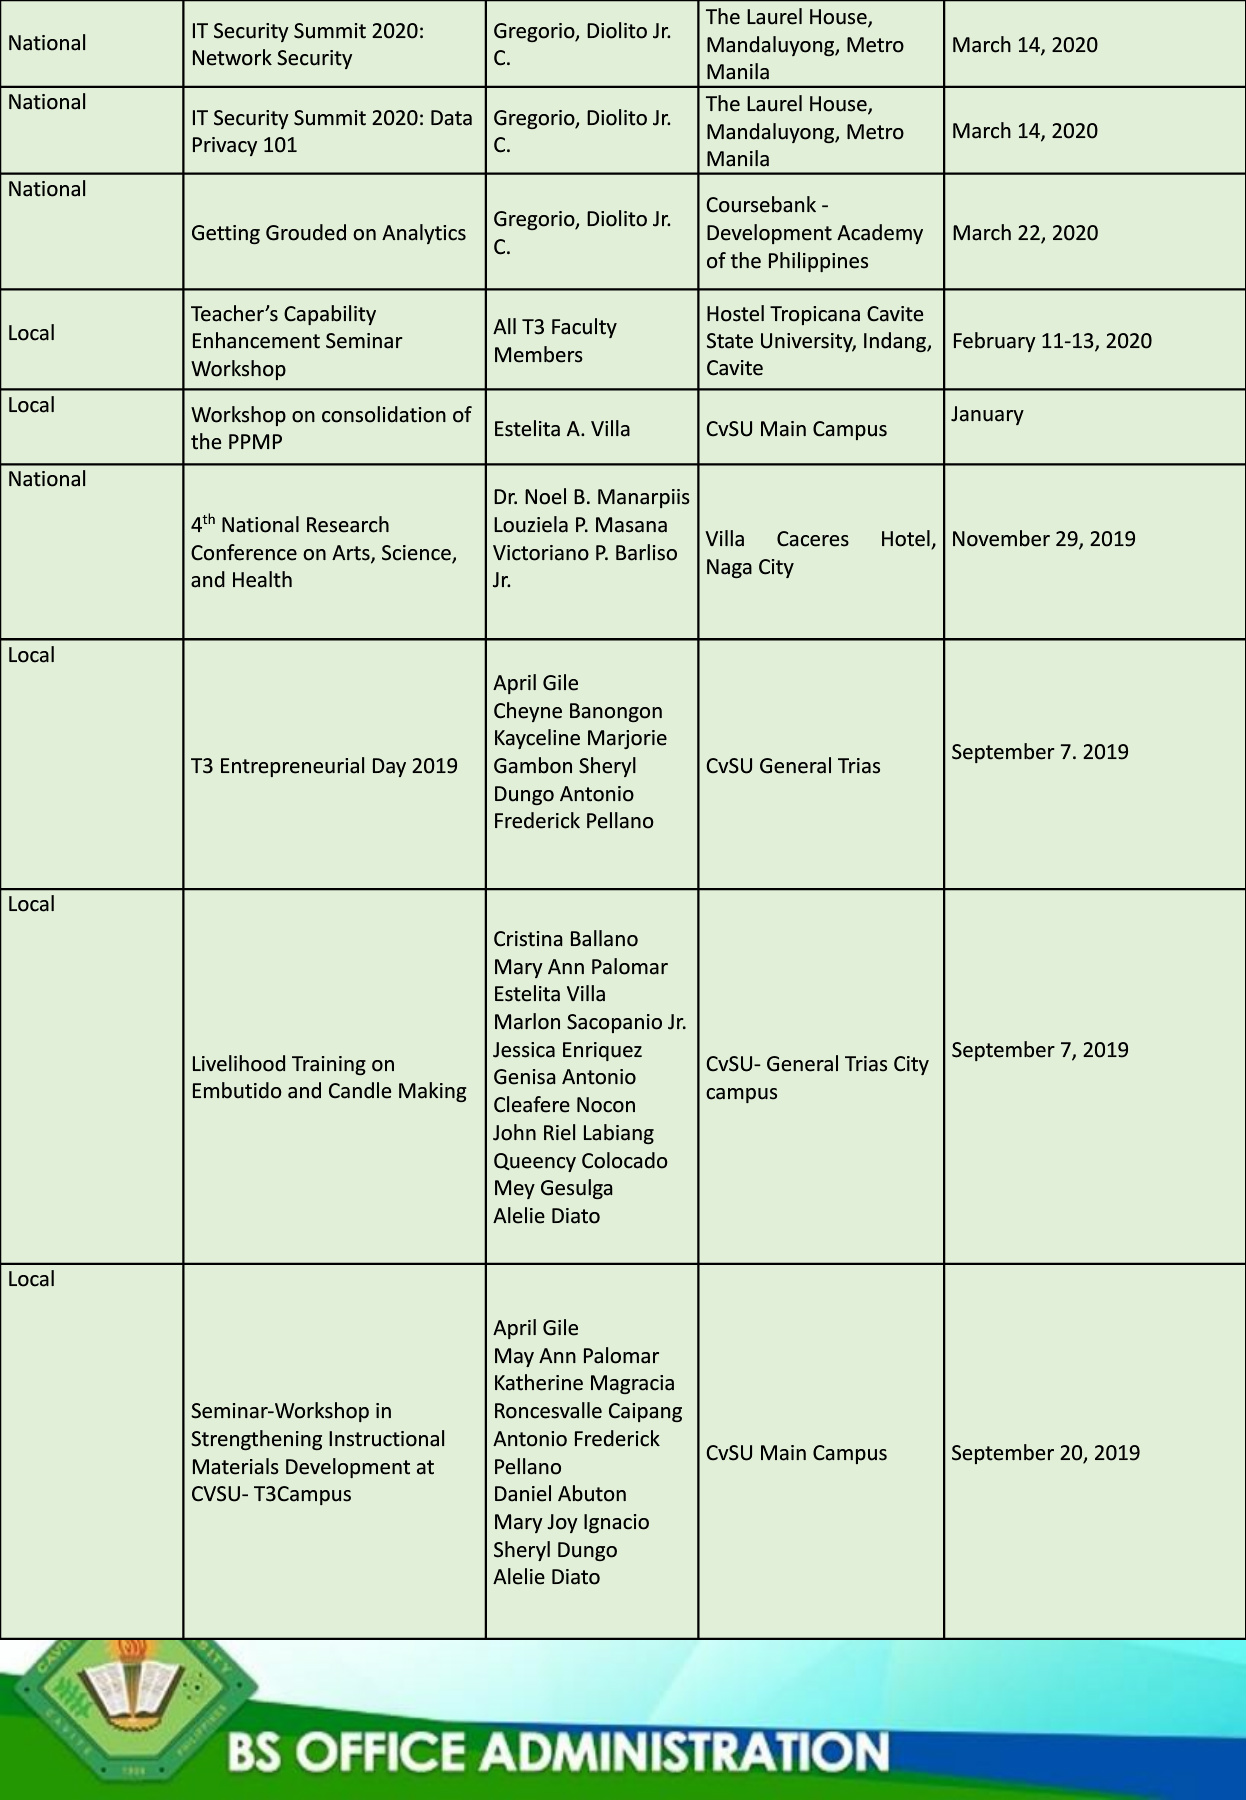 National
IT Security Summit 2020:
Network Security
Gregorio, Diolito Jr.
C.
The Laurel House,
Mandaluyong, Metro
Manila
March 14, 2020
National
IT Security Summit 2020: Data
Privacy 101
Gregorio, Diolito Jr.
C.
The Laurel House,
Mandaluyong, Metro
Manila
March 14, 2020
National
Getting Grouded on Analytics
Gregorio, Diolito Jr.
C.
Coursebank -
Development Academy
of the Philippines
March 22, 2020
Local
Teacher’s Capability
Enhancement Seminar
Workshop
All T3 Faculty
Members
Hostel Tropicana Cavite
State University, Indang,
Cavite
February 11-13, 2020
Local
Workshop on consolidation of
the PPMP
Estelita A. Villa
CvSU Main Campus
January
National
4th National Research
Conference on Arts, Science,
and Health
Dr. Noel B. Manarpiis
Louziela P. Masana
Victoriano P. Barliso
Jr.
Villa Caceres Hotel,
Naga City
November 29, 2019
Local
T3 Entrepreneurial Day 2019
April Gile
Cheyne Banongon
Kayceline Marjorie
Gambon Sheryl
Dungo Antonio
Frederick Pellano
CvSU General Trias
September 7. 2019
Local
Livelihood Training on
Embutido and Candle Making
Cristina Ballano
Mary Ann Palomar
Estelita Villa
Marlon Sacopanio Jr.
Jessica Enriquez
Genisa Antonio
Cleafere Nocon
John Riel Labiang
Queency Colocado
Mey Gesulga
Alelie Diato
CvSU- General Trias City
campus
September 7, 2019
Local
Seminar-Workshop in
Strengthening Instructional
Materials Development at
CVSU- T3Campus
April Gile
May Ann Palomar
Katherine Magracia
Roncesvalle Caipang
Antonio Frederick
Pellano
Daniel Abuton
Mary Joy Ignacio
Sheryl Dungo
Alelie Diato
CvSU Main Campus
September 20, 2019
CAVITE
PHILIPPINES
BS OFFICE ADMINISTRATION